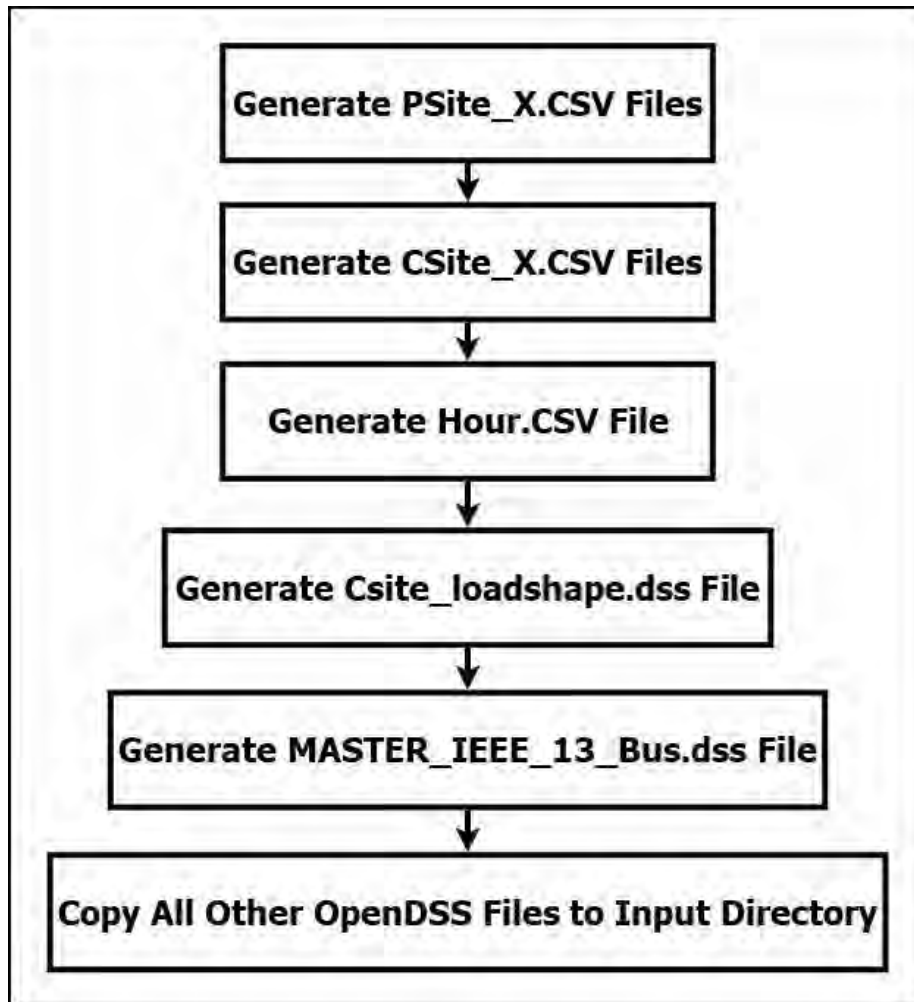 Generate PSite_X.CSV Files
Generate CSite_X.CSV Files
Generate Hour.CSV File
Generate Csite_loadshape.dss File
Generate MASTER_IEEE_13_Bus.dss File
Copy All Other OpenDSS Files to Input Directory